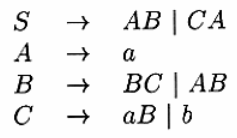 S → AB | CA
A → a
B → BC | AB
C → aB | b